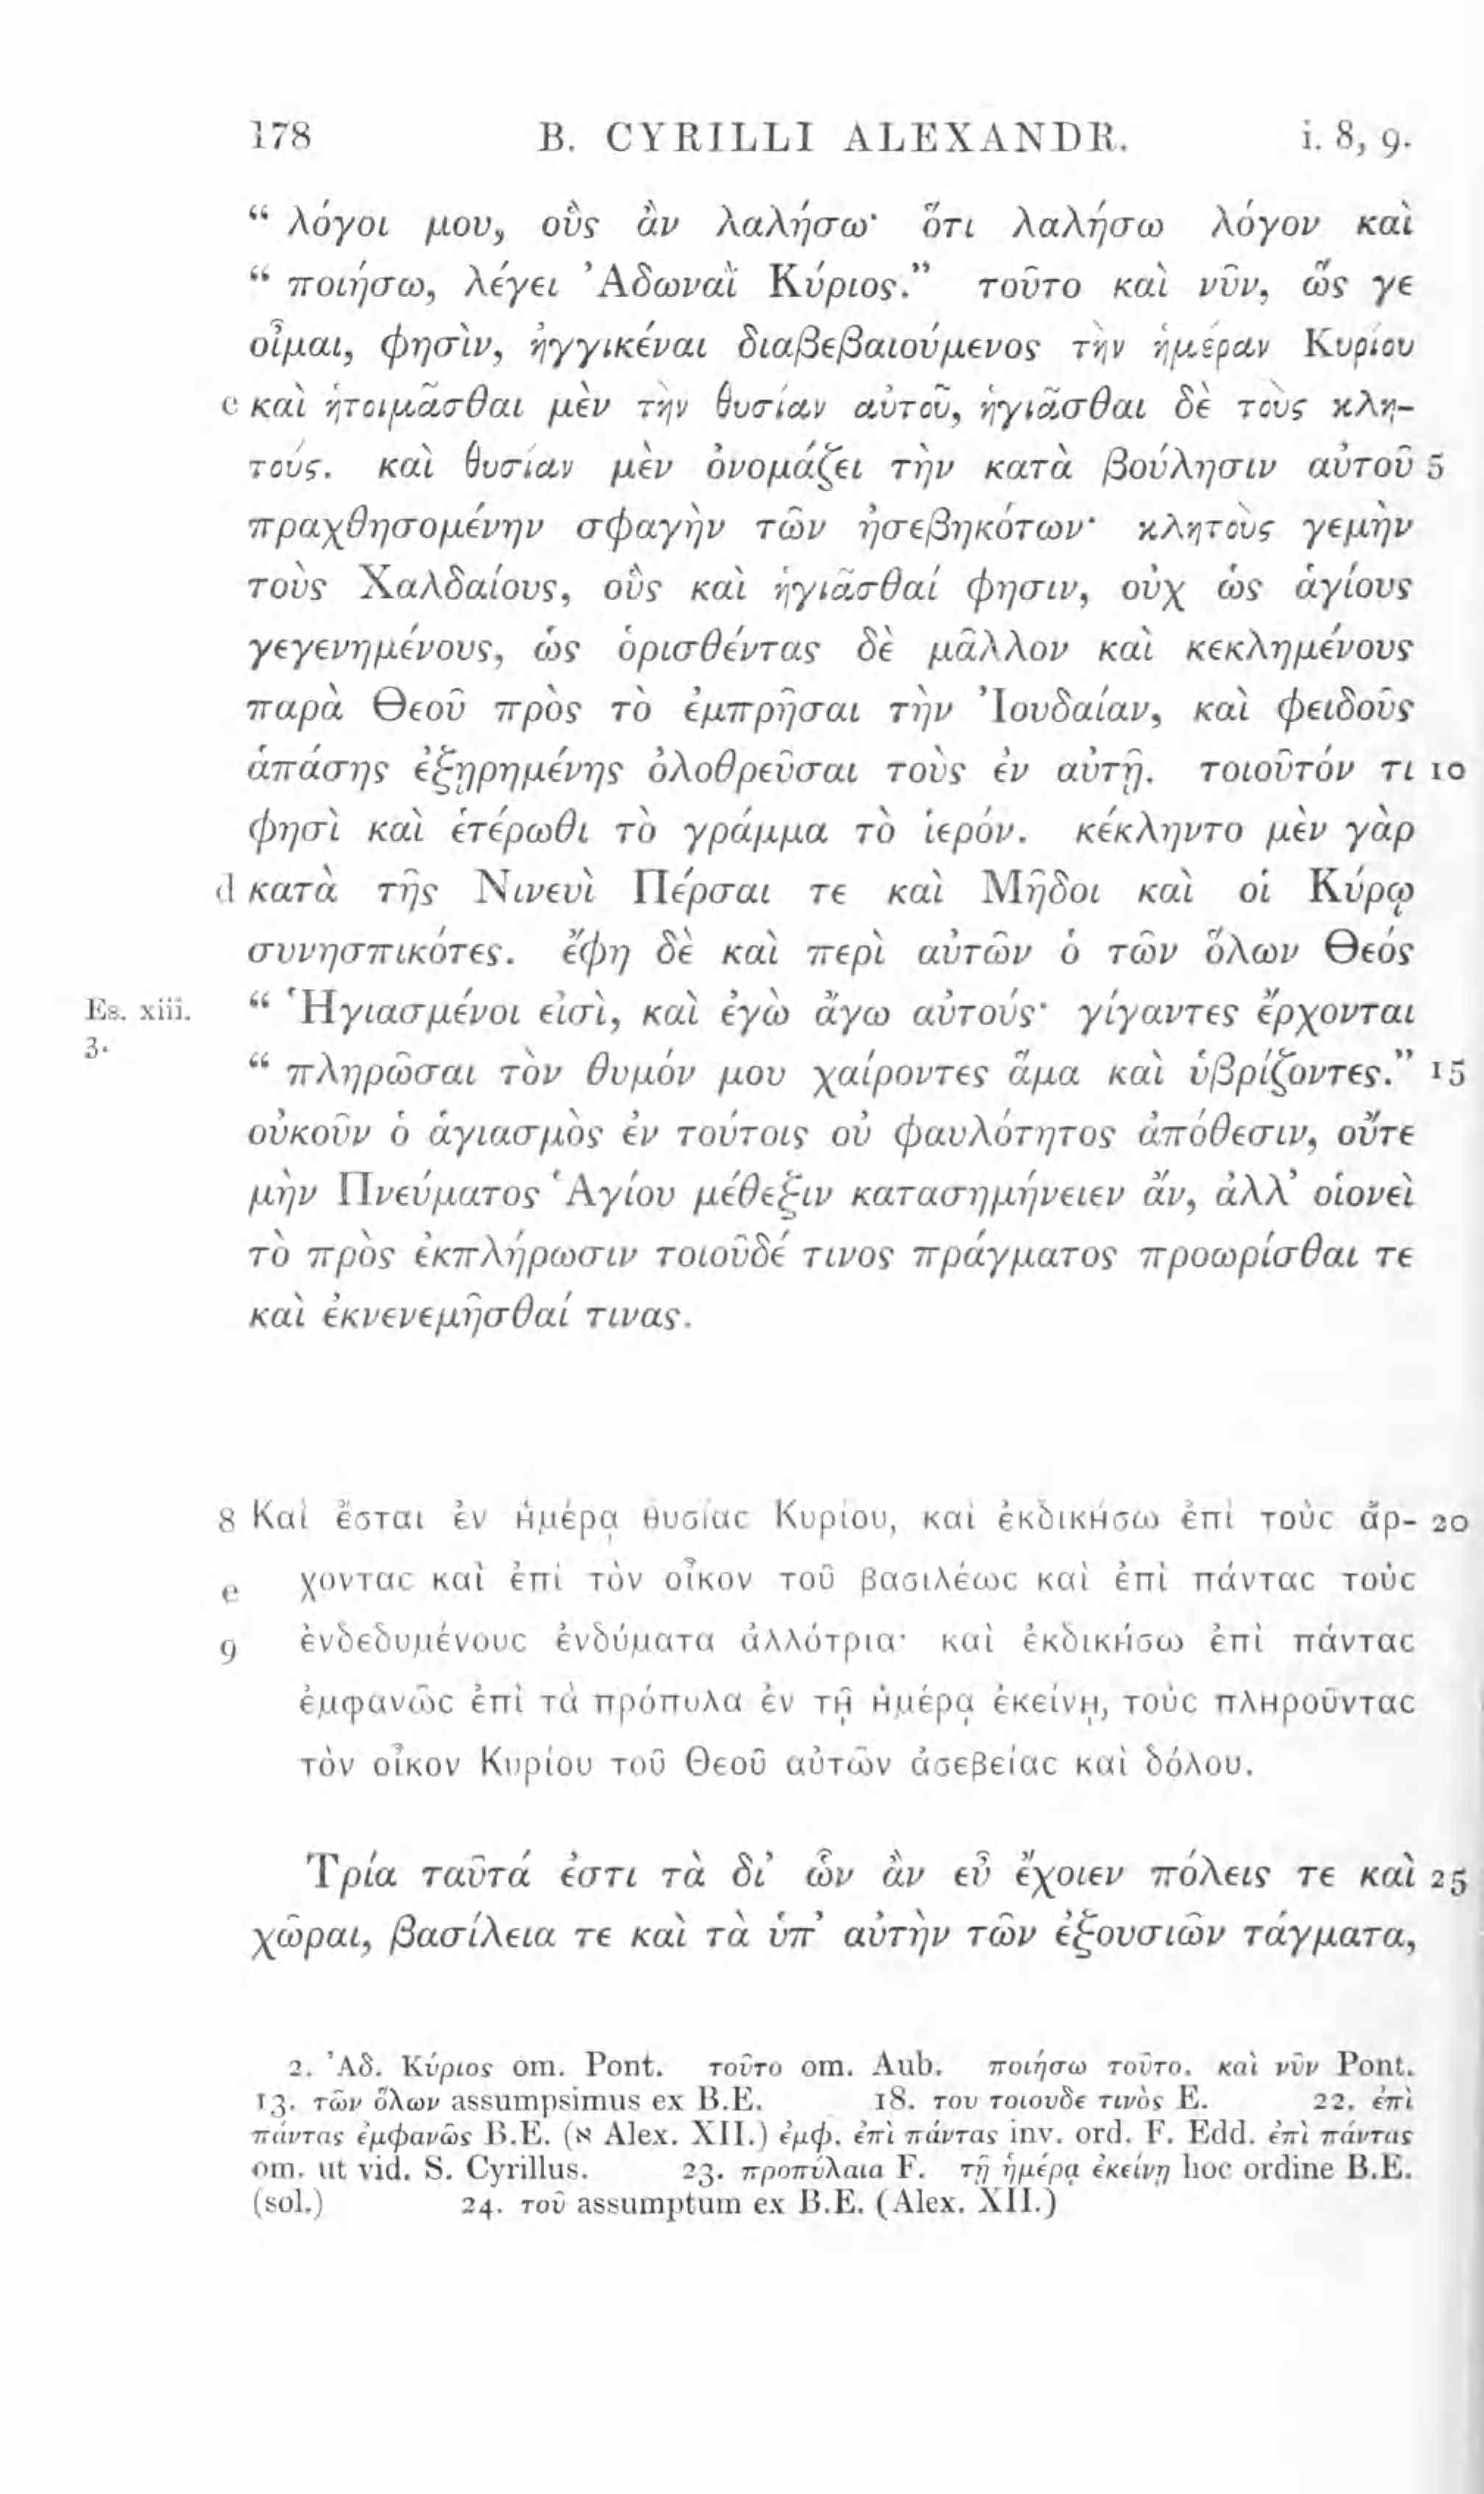 178 B. CYRILLI ALEXANDR. i. 8, 9.
“ λόγοι μου, οὓς ἂν λαλήσω· ὅτι λαλήσω λόγον καὶ
“ ποιήσω, λέγει Ἀδωναῒ Κύριος.” τοῦτο καὶ νῦν, ὥς γε
οἶμαι, φησὶν, ἠγγικέναι διαβεβαιούμενος τὴν ἡμέραν Κυρίου
c καὶ ἡτοιμᾶσθαι μὲν τὴν θυσίαν αὐτοῦ, ἡγιᾶσθαι δὲ τοὺς κλη-
τούς. καὶ θυσίαν μὲν ὀνομάζει τὴν κατὰ βούλησιν αὐτοῦ 5
πραχθησομένην σφαγὴν τῶν ἠσεβηκότων· κλητοὺς γεμὴν
τοὺς Χαλδαίους, οὓς καὶ ἡγιᾶσθαί φησιν, οὐχ ὡς ἁγίους
γεγενημένους, ὡς ὁρισθέντας δὲ μᾶλλον καὶ κεκλημένους
παρὰ Θεοῦ πρὸς τὸ ἐμπρῆσαι τὴν Ἰουδαίαν, καὶ φειδοῦς
ἁπάσης ἐξῃρημένης ὀλοθρεῦσαι τοὺς ἐν αὐτῇ. τοιοῦτόν τι 10
φησὶ καὶ ἑτέρωθι τὸ γράμμα τὸ ἱερόν. κέκληντο μὲν γὰρ
d κατὰ τῆς Νινευὶ Πέρσαι τε καὶ Μῆδοι καὶ οἱ Κύρῳ
συνησπικότες. ἔφη δὲ καὶ περὶ αὐτῶν ὁ τῶν ὅλων Θεός
Es. xiii. “ Ἡγιασμένοι εἰσὶ, καὶ ἐγὼ ἄγω αὐτούς· γίγαντες ἔρχονται
3. “ πληρῶσαι τὸν θυμόν μου χαίροντες ἅμα καὶ ὑβρίζοντες.” 15
οὐκοῦν ὁ ἁγιασμὸς ἐν τούτοις οὐ φαυλότητος ἀπόθεσιν, οὔτε
μὴν Πνεύματος Ἁγίου μέθεξιν κατασημήνειεν ἂν, ἀλλ’ οἱονεὶ
τὸ πρὸς ἐκπλήρωσιν τοιοῦδέ τινος πράγματος προωρίσθαι τε
καὶ ἐκνενεμῆσθαί τινας.
8 Καὶ ἔσται ἐν ἡμέρᾳ θυσίας Κυρίου, καὶ ἐκδικήσω ἐπὶ τοὺς ἄρ- 20
e χοντας καὶ ἐπὶ τὸν οἶκον τοῦ βασιλέως καὶ ἐπὶ πάντας τοὺς
9 ἐνδεδυμένους ἐνδύματα ἀλλότρια· καὶ ἐκδικήσω ἐπὶ πάντας
ἐμφανῶς ἐπὶ τὰ πρόπυλα ἐν τῇ ἡμέρᾳ ἐκείνῃ, τοὺς πληροῦντας
τὸν οἶκον Κυρίου τοῦ Θεοῦ αὐτῶν ἀσεβείας καὶ δόλου.
Τρία ταῦτά ἐστι τὰ δι’ ὧν ἂν εὖ ἔχοιεν πόλεις τε καὶ 25
χῶραι, βασίλεια τε καὶ τὰ ὑπ’ αὐτὴν τῶν ἐξουσιῶν τάγματα,
2. Ἀδ. Κύριος om. Pont. τοῦτο om. Aub. ποιήσω τοῦτο. καὶ νῦν Pont.
13. τῶν ὅλων assumpsimus ex B.E. 18. του τοιουδε τινὸς E. 22. ἐπὶ
πάντας ἐμφανῶς B.E. (א Alex. XII.) ἐμφ. ἐπὶ πάντας inv. ord. F. Edd. ἐπὶ πάντας
om. ut vid. S. Cyrillus. 23. προπύλαια F. τῇ ἡμέρᾳ ἐκείνῃ hoc ordine B.E.
(sol.) 24. τοῦ assumptum ex B.E. (Alex. XII.)